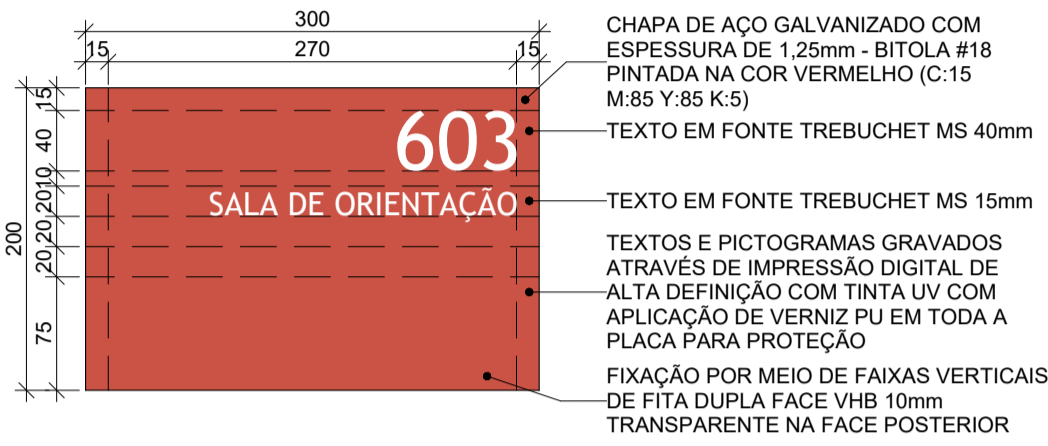 300
15 270 15
CHAPA DE AÇO GALVANIZADO COM
ESPESSURA DE 1,25mm - BITOLA #18
PINTADA NA COR VERMELHO (C:15
M:85 Y:85 K:5)
TEXTO EM FONTE TREBUCHET MS 40mm
TEXTO EM FONTE TREBUCHET MS 15mm
TEXTOS E PICTOGRAMAS GRAVADOS
ATRAVÉS DE IMPRESSÃO DIGITAL DE
ALTA DEFINIÇÃO COM TINTA UV COM
APLICAÇÃO DE VERNIZ PU EM TODA A
PLACA PARA PROTEÇÃO
FIXAÇÃO POR MEIO DE FAIXAS VERTICAIS
DE FITA DUPLA FACE VHB 10mm
TRANSPARENTE NA FACE POSTERIOR
603
SALA DE ORIENTAÇÃO
200
15
40
10
20
20
20
75